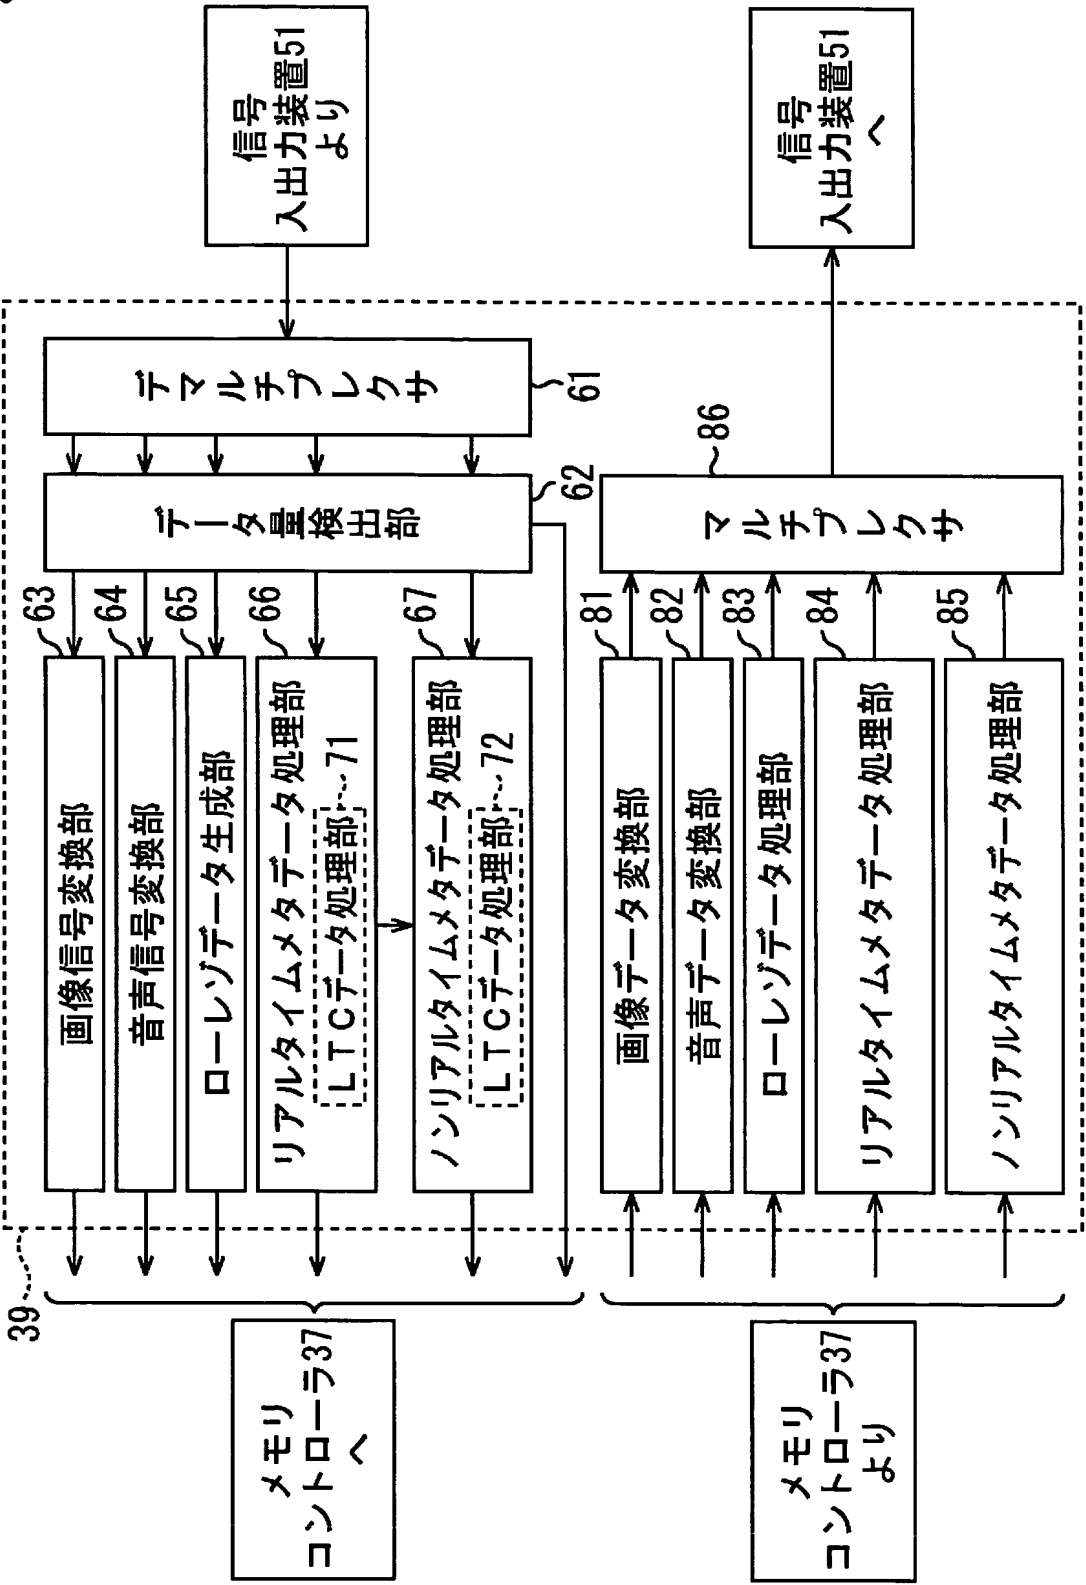 39
メモリ
コントローラ37
へ
画像信号変換部
63
音声信号変換部
64
ローレゾデータ生成部
65
リアルタイムメタデータ処理部
66
LTCデータ処理部
71
ノンリアルタイムメタデータ処理部
67
LTCデータ処理部
72
データ量検出部
62
デマルチプレクサ
61
信号
入出力装置51
より
メモリ
コントローラ37
より
画像データ変換部
81
音声データ変換部
82
ローレゾデータ処理部
83
リアルタイムメタデータ処理部
84
ノンリアルタイムメタデータ処理部
85
マルチプレクサ
86
信号
入出力装置51
へ